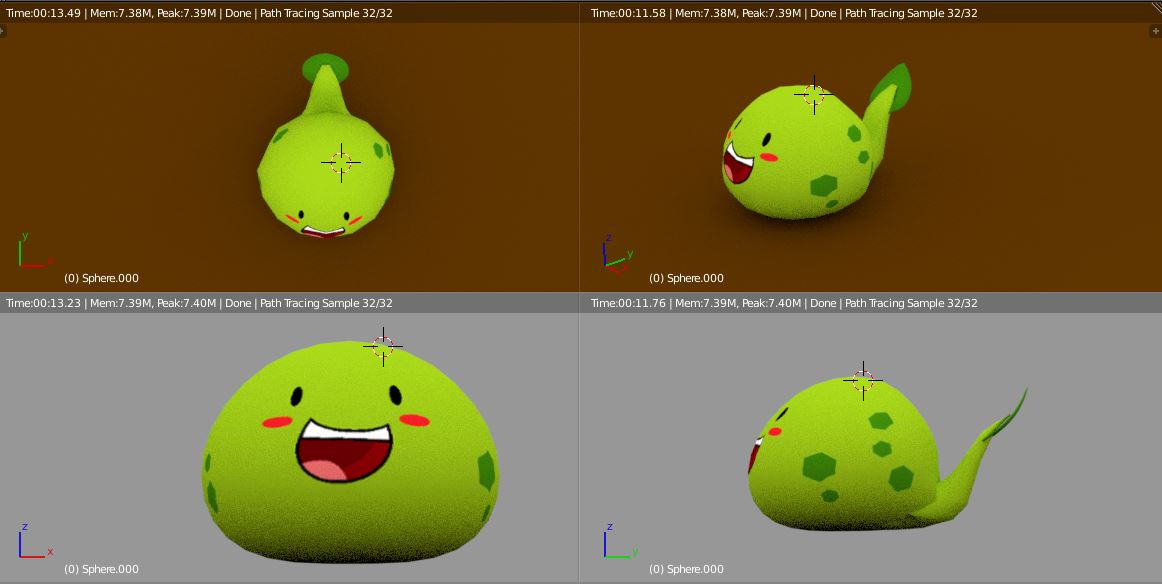 Time:00:13.49 | Mem:7.38M, Peak:7.39M | Done | Path Tracing Sample 32/32
Time:00:11.58 | Mem:7.38M, Peak:7.39M | Done | Path Tracing Sample 32/32
y
x
(0) Sphere.000
z
y
x
(0) Sphere.000
Time:00:13.23 | Mem:7.39M, Peak:7.40M | Done | Path Tracing Sample 32/32
Time:00:11.76 | Mem:7.39M, Peak:7.40M | Done | Path Tracing Sample 32/32
z
x
(0) Sphere.000
z
y
(0) Sphere.000